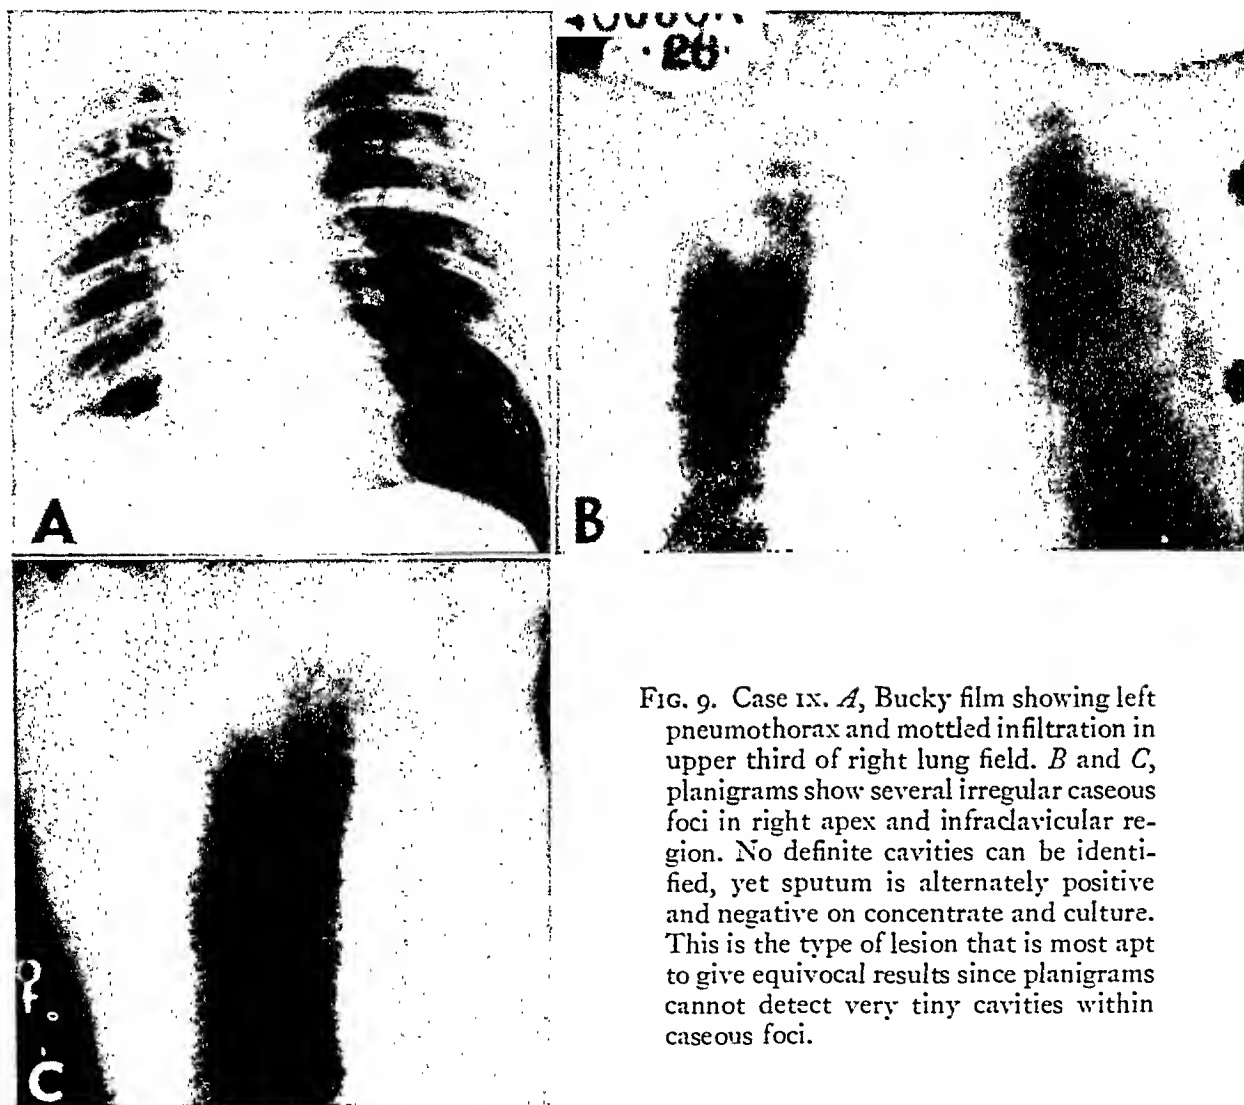 A
B
C
FIG. 9. Case IX. A, Bucky film showing left
pneumothorax and mottled infiltration in
upper third of right lung field. B and C,
planigrams show several irregular caseous
foci in right apex and infraclavicular re-
gion. No definite cavities can be identi-
fied, yet sputum is alternately positive
and negative on concentrate and culture.
This is the type of lesion that is most apt
to give equivocal results since planigrams
cannot detect very tiny cavities within
caseous foci.